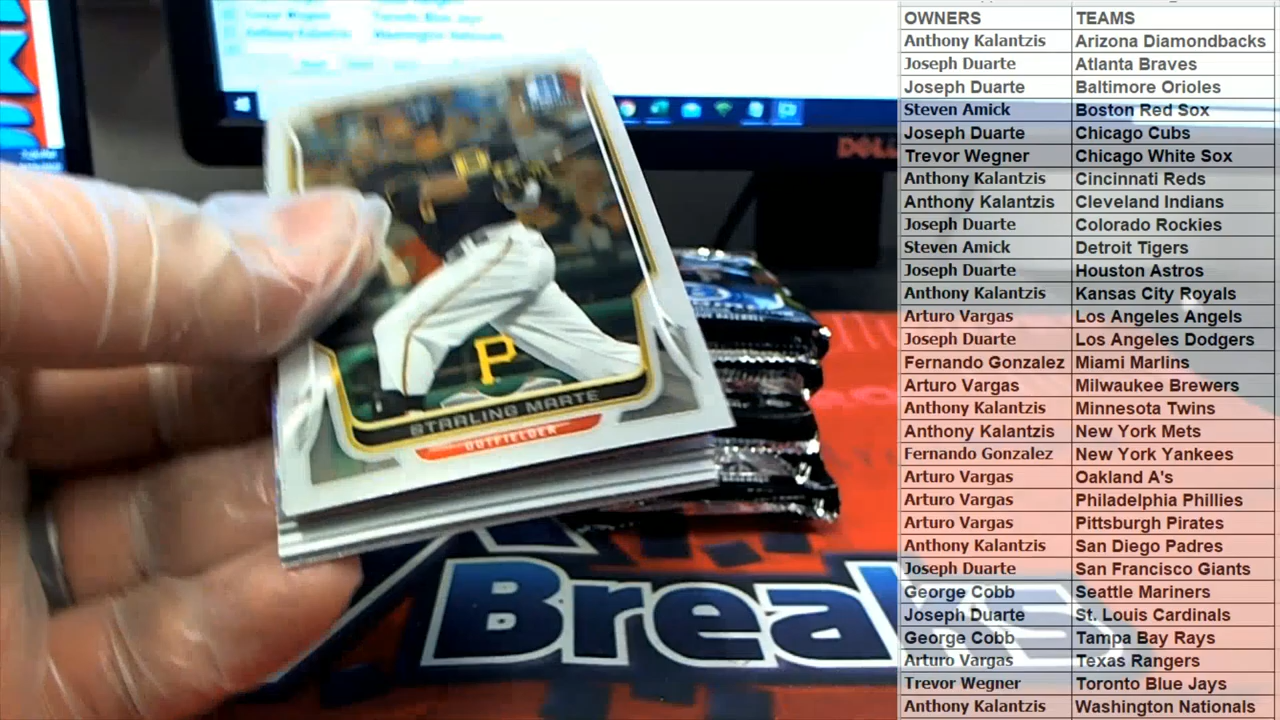 Toronto Blue Jays
DELL
P
STARLING MARTE
OUTFIELDER
Breaks
OWNERS TEAMS
Anthony Kalantzis Arizona Diamondbacks
Joseph Duarte Atlanta Braves
Joseph Duarte Baltimore Orioles
Steven Amick Boston Red Sox
Joseph Duarte Chicago Cubs
Trevor Wegner Chicago White Sox
Anthony Kalantzis Cincinnati Reds
Anthony Kalantzis Cleveland Indians
Joseph Duarte Colorado Rockies
Steven Amick Detroit Tigers
Joseph Duarte Houston Astros
Anthony Kalantzis Kansas City Royals
Arturo Vargas Los Angeles Angels
Joseph Duarte Los Angeles Dodgers
Fernando Gonzalez Miami Marlins
Arturo Vargas Milwaukee Brewers
Anthony Kalantzis Minnesota Twins
Anthony Kalantzis New York Mets
Fernando Gonzalez New York Yankees
Arturo Vargas Oakland A's
Arturo Vargas Philadelphia Phillies
Arturo Vargas Pittsburgh Pirates
Anthony Kalantzis San Diego Padres
Joseph Duarte San Francisco Giants
George Cobb Seattle Mariners
Joseph Duarte St. Louis Cardinals
George Cobb Tampa Bay Rays
Arturo Vargas Texas Rangers
Trevor Wegner Toronto Blue Jays
Anthony Kalantzis Washington Nationals